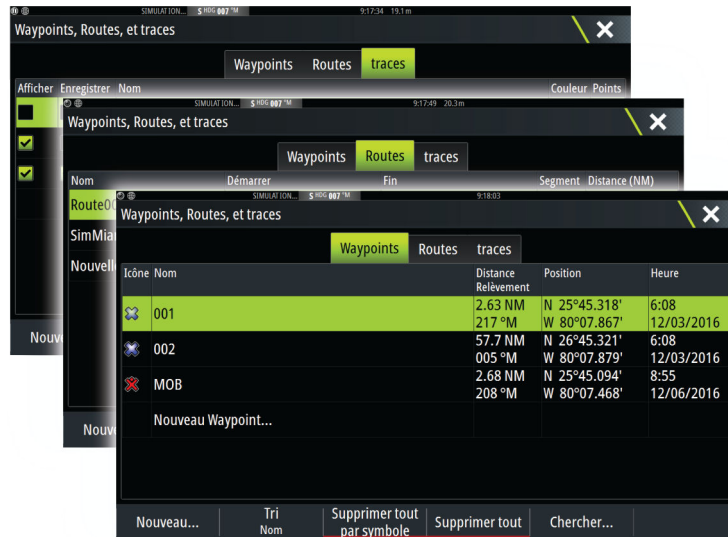 SIMULATION... S HDG 007 °M 9:17:34 19.1 m
Waypoints, Routes, et traces
Waypoints Routes traces
Afficher Enregistrer Nom Couleur Points
SIMULATION... S HDG 007 °M 9:17:49 20.3 m
Waypoints, Routes, et traces
Waypoints Routes traces
Nom Démarrer Fin Segment Distance (NM)
SIMULATION... S HDG 007 °M 9:18:03
Waypoints, Routes, et traces
Waypoints Routes traces
Icône Nom Distance Position Heure
Relèvement
001 2.63 NM N 25°45.318' 6:08
217 °M W 80°07.867' 12/03/2016
002 57.7 NM N 26°45.321' 6:08
005 °M W 80°07.879' 12/03/2016
MOB 2.68 NM N 25°45.094' 8:55
208 °M W 80°07.468' 12/06/2016
Nouveau Waypoint...
Nouveau... Tri Supprimer tout Supprimer tout Chercher...
Nom par symbole